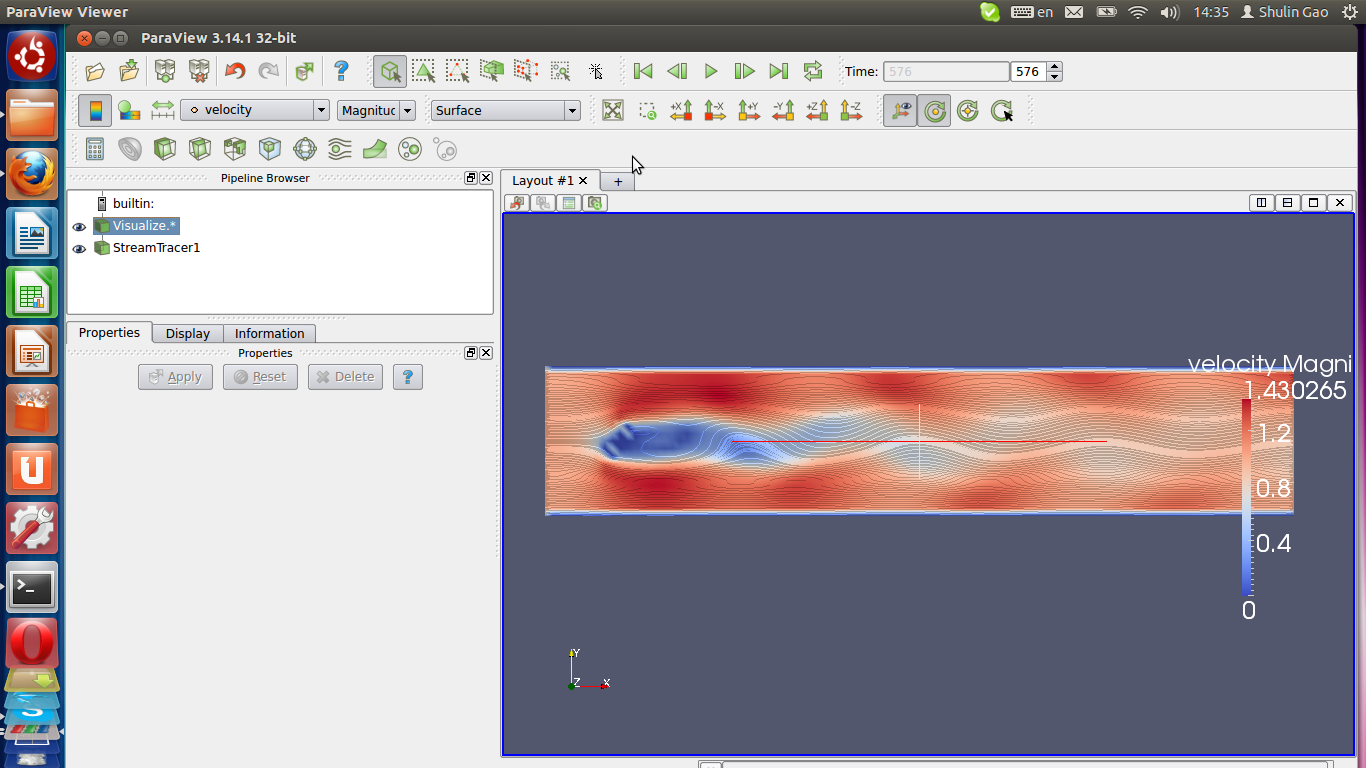 ParaView Viewer
en
14:35
Shulin Gao
ParaView 3.14.1 32-bit
?
Time:
576
576
velocity
Magnituc
Surface
+X
-X
+Y
-Y
+Z
-Z
Pipeline Browser
Layout #1
+
builtin:
Visualize.*
StreamTracer1
Properties
Display
Information
Properties
Apply
Reset
Delete
?
velocity Magni
1.430265
1.2
0.8
0.4
0
Y
Z
X